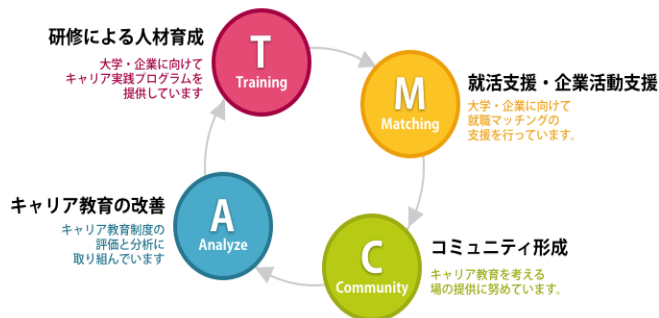 研修による人材育成
大学・企業に向けて
キャリア実践プログラムを
提供しています
T
Training
M
Matching
就活支援・企業活動支援
大学・企業に向けて
就職マッチングの
支援を行っています。
キャリア教育の改善
キャリア教育制度の
評価と分析に
取り組んでいます
A
Analyze
C
Community
コミュニティ形成
キャリア教育を考える
場の提供に努めています。